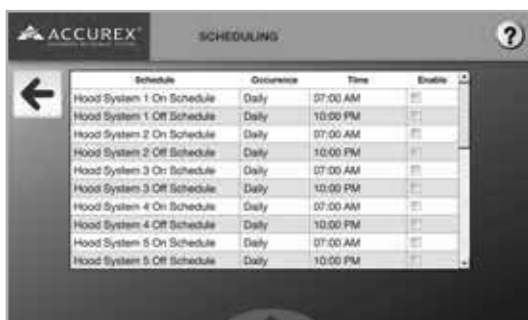 ACCUREX
SCHEDULING
?
Schedule Occurence Time Enable
Hood System 1 On Schedule Daily 07:00 AM
Hood System 1 Off Schedule Daily 10:00 PM
Hood System 2 On Schedule Daily 07:00 AM
Hood System 2 Off Schedule Daily 10:00 PM
Hood System 3 On Schedule Daily 07:00 AM
Hood System 3 Off Schedule Daily 10:00 PM
Hood System 4 On Schedule Daily 07:00 AM
Hood System 4 Off Schedule Daily 10:00 PM
Hood System 5 On Schedule Daily 07:00 AM
Hood System 5 Off Schedule Daily 10:00 PM